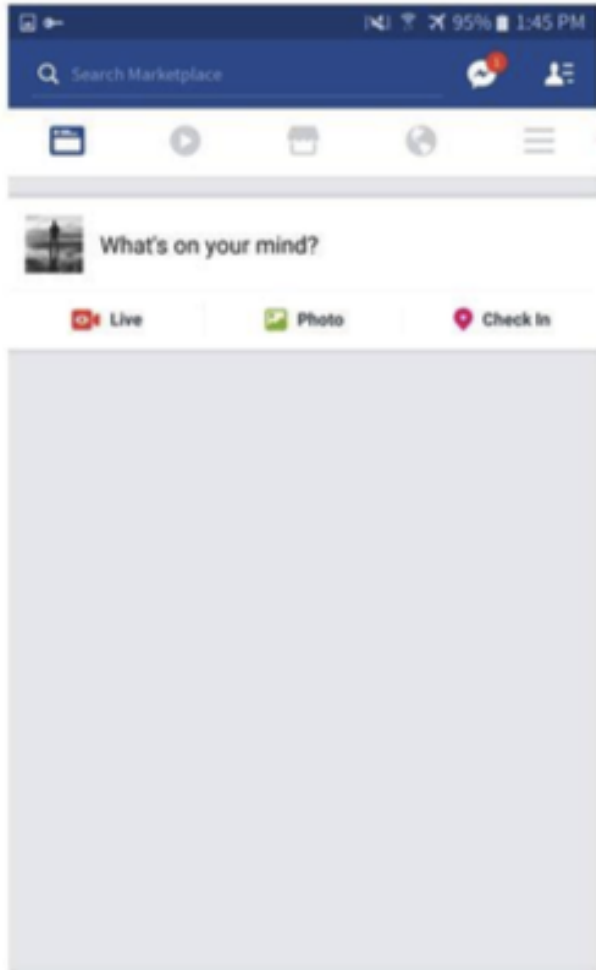 95% 1:45 PM
Search Marketplace
1
What's on your mind?
Live Photo Check In